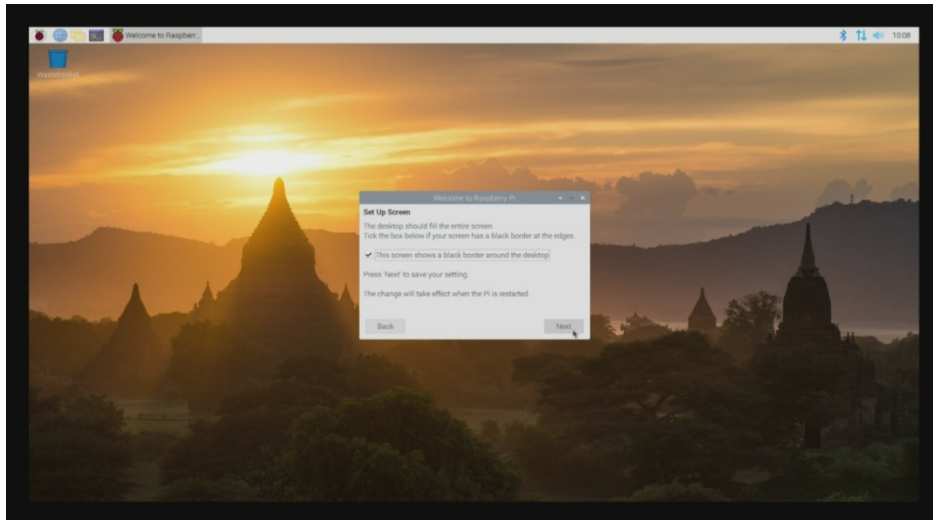 Welcome to Raspberr...
10:08
Wastebasket
Welcome to Raspberry Pi
Set Up Screen
The desktop should fill the entire screen.
Tick the box below if your screen has a black border at the edges.
This screen shows a black border around the desktop
Press 'Next' to save your setting.
The change will take effect when the Pi is restarted.
Back
Next